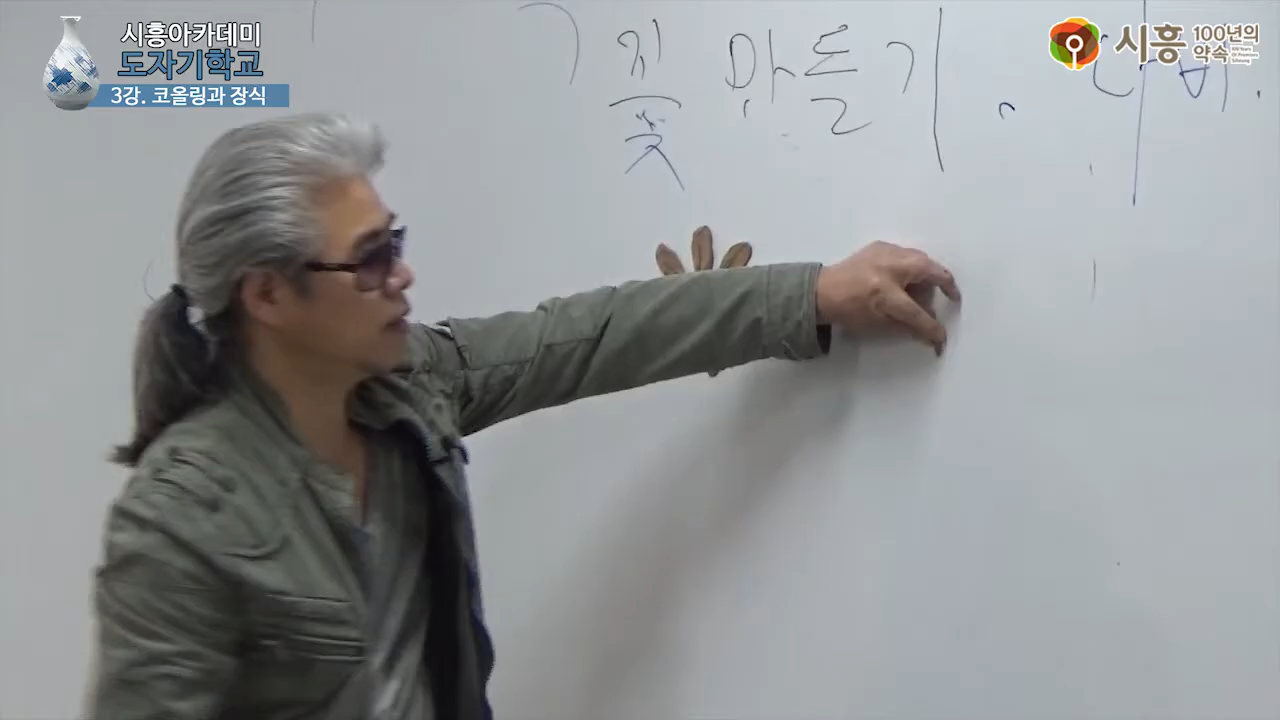 시흥아카데미
도자기학교
3강. 코올링과 장식
시흥 100년의 약속
꽃 만들기